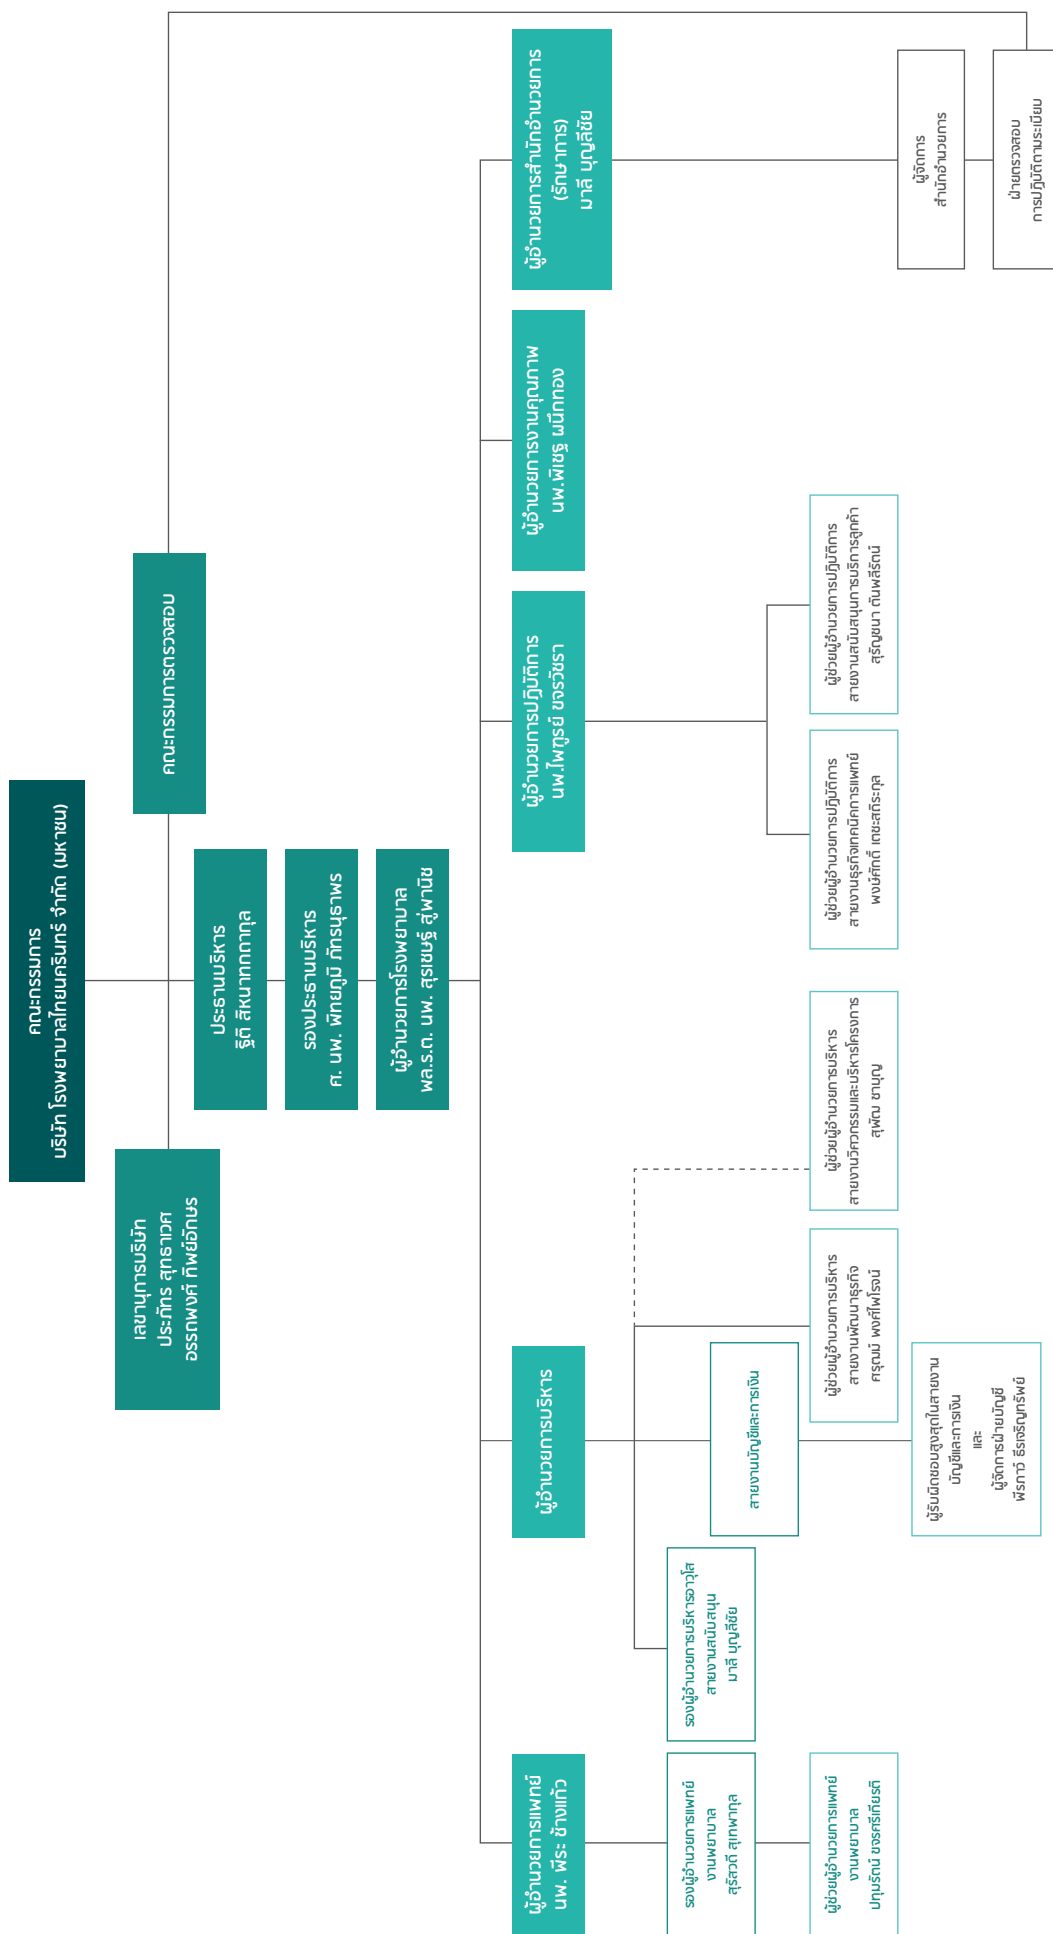 คณะกรรมการ
บริษัท โรงพยาบาลไทยนครินทร์ จำกัด (มหาชน)
เลขานุการบริษัท
ประภัทร สุทธาเวศ
อรรถพงศ์ ทิพย์อักษร
คณะกรรมการตรวจสอบ
ประธานบริหาร
ฐิติ สิหนาทกถากุล
รองประธานบริหาร
ศ. นพ. พิทยภูมิ ภัทรนุธาพร
ผู้อำนวยการโรงพยาบาล
พล.ร.ต. นพ. สุรเชษฐ์ สู่พานิช
ผู้อำนวยการแพทย์
นพ. พีระ ช้างแก้ว
ผู้อำนวยการบริหาร
ผู้อำนวยการปฏิบัติการ
นพ.ไพฑูรย์ ขจรวัชรา
ผู้อำนวยการงานคุณภาพ
นพ.พิเชฐ ผนึกทอง
ผู้อำนวยการสำนักอำนวยการ
(รักษาการ)
มาลี บุญลีชัย
รองผู้อำนวยการแพทย์
งานพยาบาล
สุรัสวดี สุเทพากุล
ผู้ช่วยผู้อำนวยการแพทย์
งานพยาบาล
ปทุมรัตน์ ขจรศรีเกียรติ
รองผู้อำนวยการบริหารอาวุโส
สายงานสนับสนุน
มาลี บุญลีชัย
สายงานบัญชีและการเงิน
ผู้รับผิดชอบสูงสุดในสายงาน
บัญชีและการเงิน
และ
ผู้จัดการฝ่ายบัญชี
พีรภาว์ ธีรเจริญทรัพย์
ผู้ช่วยผู้อำนวยการบริหาร
สายงานพัฒนาธุรกิจ
ศรุตม์ พงศ์ไพโรจน์
ผู้ช่วยผู้อำนวยการบริหาร
สายงานวิศวกรรมและบริหารโครงการ
สุพัฒ ชาบุญ
ผู้ช่วยผู้อำนวยการปฏิบัติการ
สายงานธุรกิจเทคนิคการแพทย์
พงษ์ศักดิ์ เตชะสถิระกุล
ผู้ช่วยผู้อำนวยการปฏิบัติการ
สายงานสนับสนุนการบริการลูกค้า
สุรัญชนา ตันพลีรัตน์
ผู้จัดการ
สำนักอำนวยการ
ฝ่ายตรวจสอบ
การปฏิบัติตามระเบียบ